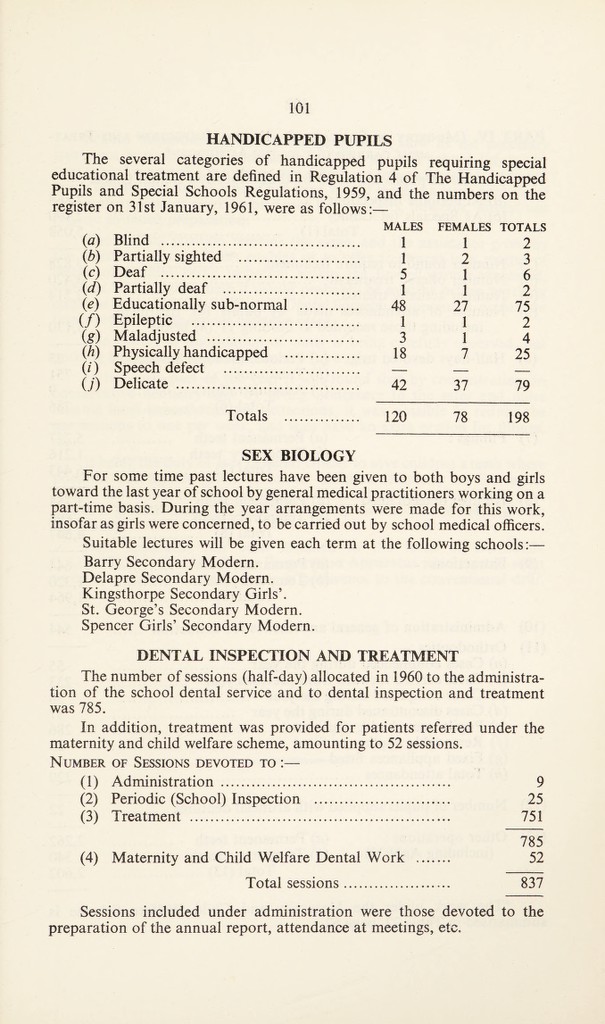 101
HANDICAPPED PUPILS
The several categories of handicapped pupils requiring special
educational treatment are defined in Regulation 4 of The Handicapped
Pupils and Special Schools Regulations, 1959, and the numbers on the
register on 31st January, 1961, were as follows:—
MALES FEMALES TOTALS
(a) Blind .................................... 1 1 2
(b) Partially sighted ...................... 1 2 3
(c) Deaf .................................... 5 1 6
(d) Partially deaf ......................... 1 1 2
(e) Educationally sub-normal ............ 48 27 75
(f) Epileptic ............................... 1 1 2
(g) Maladjusted ............................ 3 1 4
(h) Physically handicapped .............. 18 7 25
(i) Speech defect ......................... — — —
(j) Delicate ................................. 42 37 79
Totals .............. 120 78 198
SEX BIOLOGY
For some time past lectures have been given to both boys and girls
toward the last year of school by general medical practitioners working on a
part-time basis. During the year arrangements were made for this work,
insofar as girls were concerned, to be carried out by school medical officers.
Suitable lectures will be given each term at the following schools:—
Barry Secondary Modern.
Delapre Secondary Modern.
Kingsthorpe Secondary Girls'.
St. George's Secondary Modern.
Spencer Girls' Secondary Modern.
DENTAL INSPECTION AND TREATMENT
The number of sessions (half-day) allocated in 1960 to the administra-
tion of the school dental service and to dental inspection and treatment
was 785.
In addition, treatment was provided for patients referred under the
maternity and child welfare scheme, amounting to 52 sessions.
NUMBER OF SESSIONS DEVOTED TO :—
(1) Administration .......................................... 9
(2) Periodic (School) Inspection ......................... 25
(3) Treatment ............................................... 751
785
(4) Maternity and Child Welfare Dental Work ....... 52
Total sessions .................... 837
Sessions included under administration were those devoted to the
preparation of the annual report, attendance at meetings, etc.